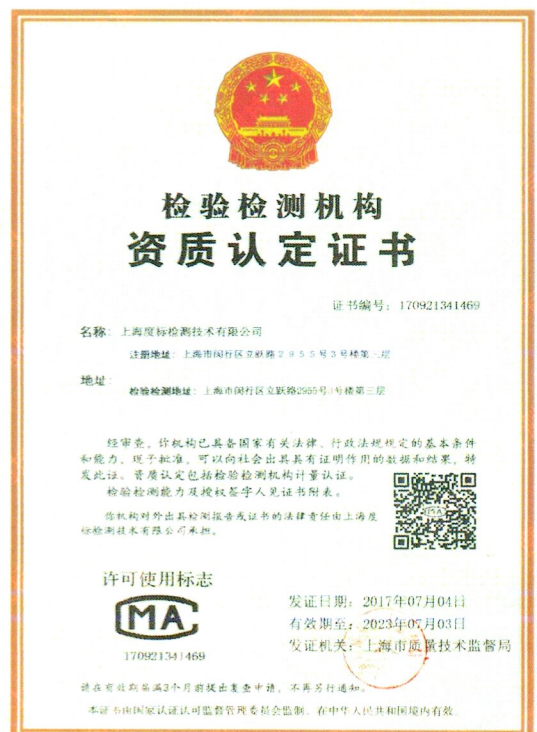 检验检测机构
资质认定证书
证书编号：170921341469
名称：上海度标检测技术有限公司
注册地址：上海市闵行区立跃路2955号3号楼第三层
地址：
检验检测地址：上海市闵行区立跃路2955号3号楼第三层
经审查，你机构已具备国家有关法律、行政法规规定的基本条件
和能力，现予批准，可以向社会出具具有证明作用的数据和结果，特
发此证。资质认定包括检验检测机构计量认证。
检验检测能力及授权签字人见证书附表。
你机构对外出具检测报告或证书的法律责任由上海度
标检测技术有限公司承担。
许可使用标志
MA
170921341469
发证日期：2017年07月04日
有效期至：2023年07月03日
发证机关：上海市质量技术监督局
请在有效期届满3个月前提出复查申请，不再另行通知。
本证书由国家认证认可监督管理委员会监制，在中华人民共和国境内有效。